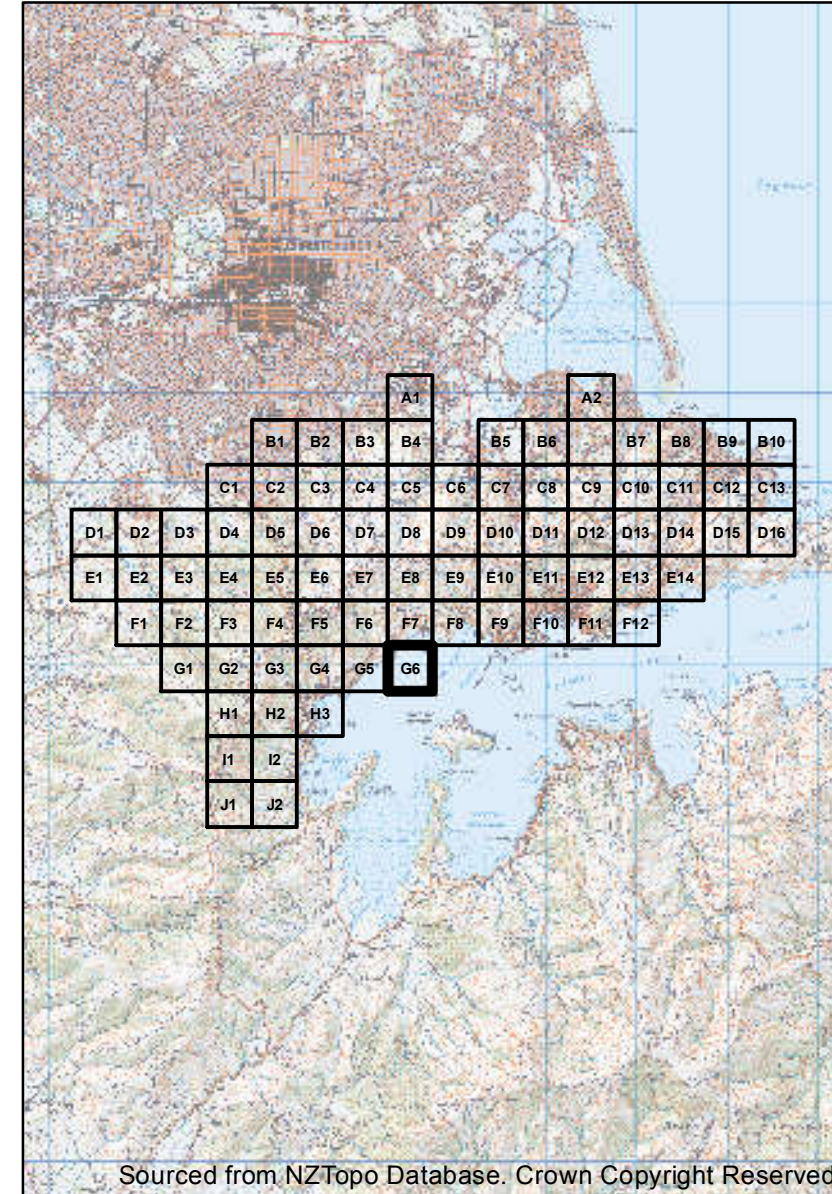 A1 A2
B1 B2 B3 B4 B5 B6 B7 B8 B9 B10
C1 C2 C3 C4 C5 C6 C7 C8 C9 C10 C11 C12 C13
D1 D2 D3 D4 D5 D6 D7 D8 D9 D10 D11 D12 D13 D14 D15 D16
E1 E2 E3 E4 E5 E6 E7 E8 E9 E10 E11 E12 E13 E14
F1 F2 F3 F4 F5 F6 F7 F8 F9 F10 F11 F12
G1 G2 G3 G4 G5 G6
H1 H2 H3
I1 I2
J1 J2
Sourced from NZTopo Database. Crown Copyright Reserved